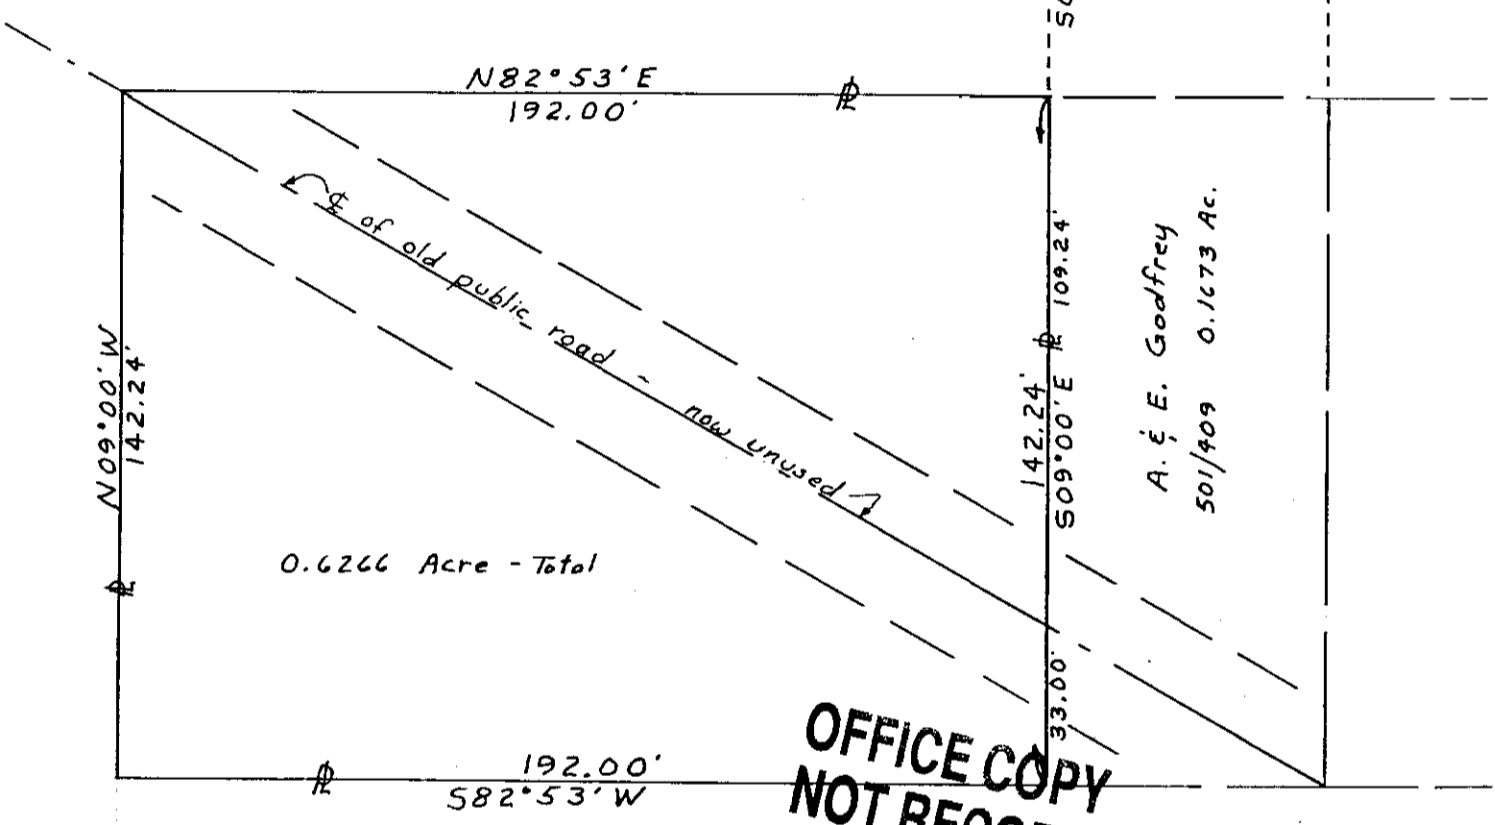 N82°53'E
192.00'
℄ of old public road - now unused
N09°00'W
142.24'
109.24'
142.24'
S09°00'E
33.00'
A. & E. Godfrey
501/409 0.1673 Ac.
0.6266 Acre - Total
192.00'
S82°53'W
OFFICE COPY
NOT